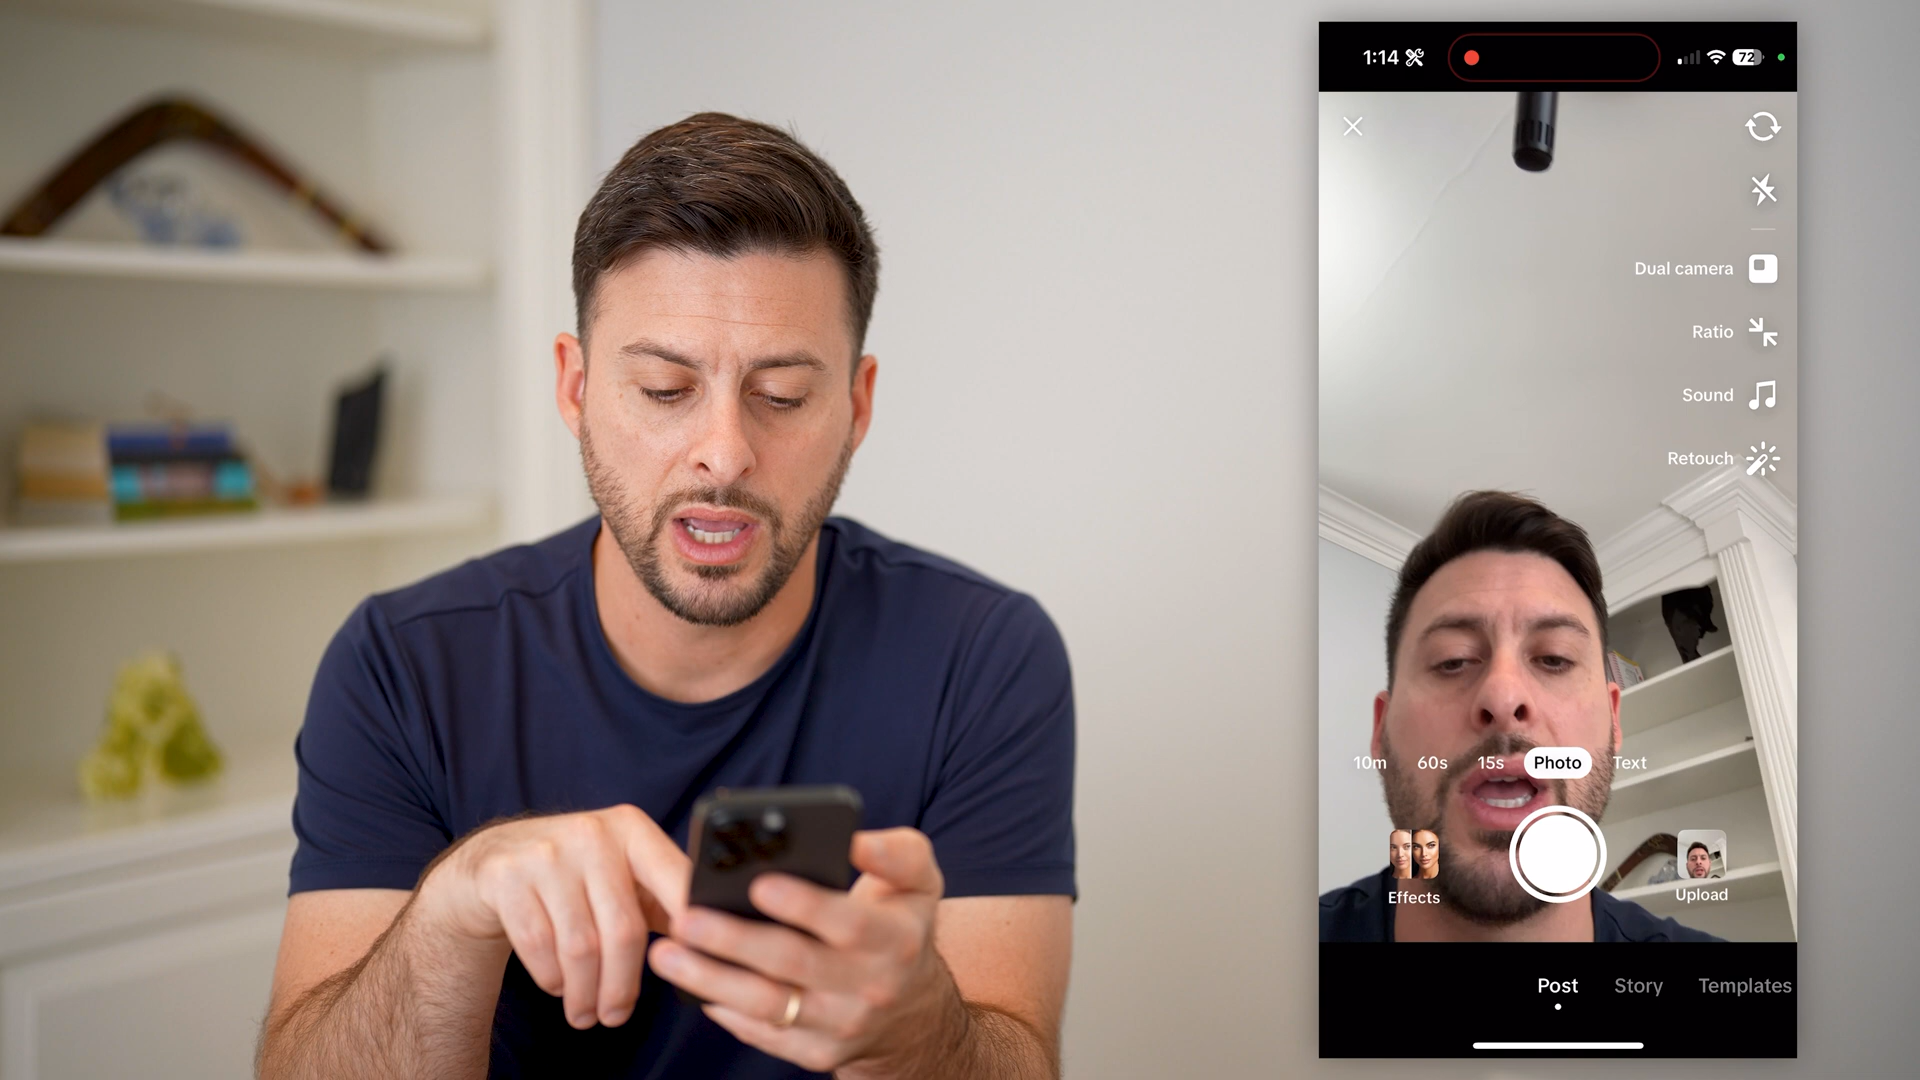 1:14
72
Dual camera
Ratio
Sound
Retouch
10m 60s 15s Photo Text
Effects
Upload
Post Story Templates